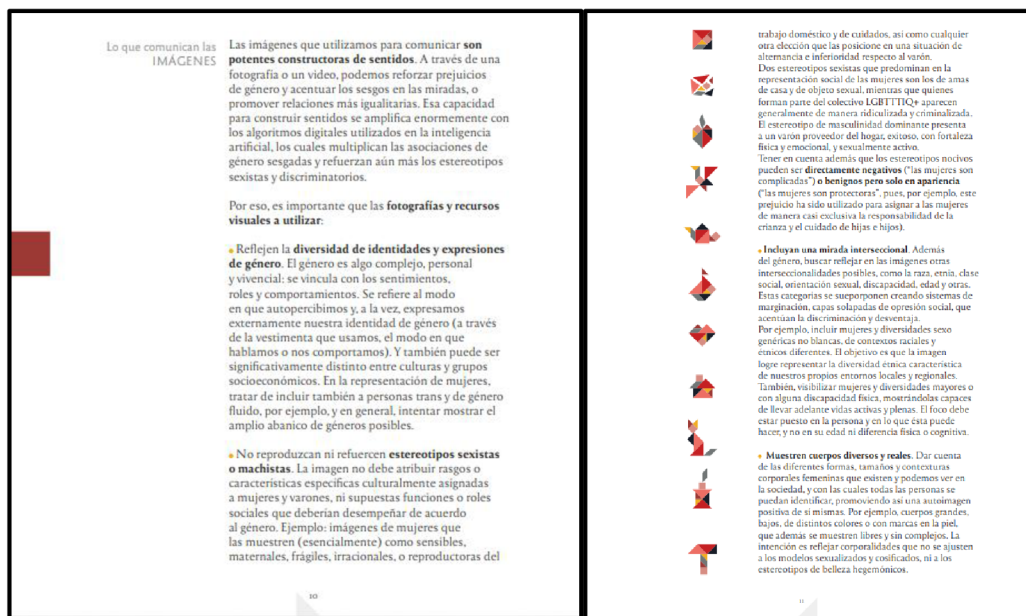 Lo que comunican las
IMÁGENES
Las imágenes que utilizamos para comunicar son
potentes constructoras de sentidos. A través de una
fotografía o un video, podemos reforzar prejuicios
de género y acentuar los sesgos en las miradas, o
promover relaciones más igualitarias. Esa capacidad
para construir sentidos se amplifica enormemente con
los algoritmos digitales utilizados en la inteligencia
artificial, los cuales multiplican las asociaciones de
género sesgadas y refuerzan aún más los estereotipos
sexistas y discriminatorios.
Por eso, es importante que las fotografías y recursos
visuales a utilizar:
• Reflejen la diversidad de identidades y expresiones
de género. El género es algo complejo, personal
y vivencial: se vincula con los sentimientos,
roles y comportamientos. Se refiere al modo
en que autopercibimos y, a la vez, expresamos
externamente nuestra identidad de género (a través
de la vestimenta que usamos, el modo en que
hablamos o nos comportamos). Y también puede ser
significativamente distinto entre culturas y grupos
socioeconómicos. En la representación de mujeres,
tratar de incluir también a personas trans y de género
fluido, por ejemplo, y en general, intentar mostrar el
amplio abanico de géneros posibles.
• No reproduzcan ni refuercen estereotipos sexistas
o machistas. La imagen no debe atribuir rasgos o
características específicas culturalmente asignadas
a mujeres y varones, ni supuestas funciones o roles
sociales que deberían desempeñar de acuerdo
al género. Ejemplo: imágenes de mujeres que
las muestren (esencialmente) como sensibles,
maternales, frágiles, irracionales, o reproductoras del
10
trabajo doméstico y de cuidados, así como cualquier
otra elección que las posicione en una situación de
alternancia e inferioridad respecto al varón.
Dos estereotipos sexistas que predominan en la
representación social de las mujeres son los de amas
de casa y de objeto sexual, mientras que quienes
forman parte del colectivo LGBTTTIQ+ aparecen
generalmente de manera ridiculizada y criminalizada.
El estereotipo de masculinidad dominante presenta
a un varón proveedor del hogar, exitoso, con fortaleza
física y emocional, y sexualmente activo.
Tener en cuenta además que los estereotipos nocivos
pueden ser directamente negativos ("las mujeres son
complicadas") o benignos pero solo en apariencia
("las mujeres son protectoras", pues, por ejemplo, este
prejuicio ha sido utilizado para asignar a las mujeres
de manera casi exclusiva la responsabilidad de la
crianza y el cuidado de hijas e hijos).
• Incluyan una mirada interseccional. Además
del género, buscar reflejar en las imágenes otras
interseccionalidades posibles, como la raza, etnia, clase
social, orientación sexual, discapacidad, edad y otras.
Estas categorías se sueporponen creando sistemas de
marginación, capas solapadas de opresión social, que
acentúan la discriminación y desventaja.
Por ejemplo, incluir mujeres y diversidades sexo
genéricas no blancas, de contextos raciales y
étnicos diferentes. El objetivo es que la imagen
logre representar la diversidad étnica característica
de nuestros propios entornos locales y regionales.
También, visibilizar mujeres y diversidades mayores o
con alguna discapacidad física, mostrándolas capaces
de llevar adelante vidas activas y plenas. El foco debe
estar puesto en la persona y en lo que ésta puede
hacer, y no en su edad ni diferencia física o cognitiva.
• Muestren cuerpos diversos y reales. Dar cuenta
de las diferentes formas, tamaños y contexturas
corporales femeninas que existen y podemos ver en
la sociedad, y con las cuales todas las personas se
puedan identificar, promoviendo así una autoimagen
positiva de sí mismas. Por ejemplo, cuerpos grandes,
bajos, de distintos colores o con marcas en la piel,
que además se muestren libres y sin complejos. La
intención es reflejar corporalidades que no se ajusten
a los modelos sexualizados y cosificados, ni a los
estereotipos de belleza hegemónicos.
11